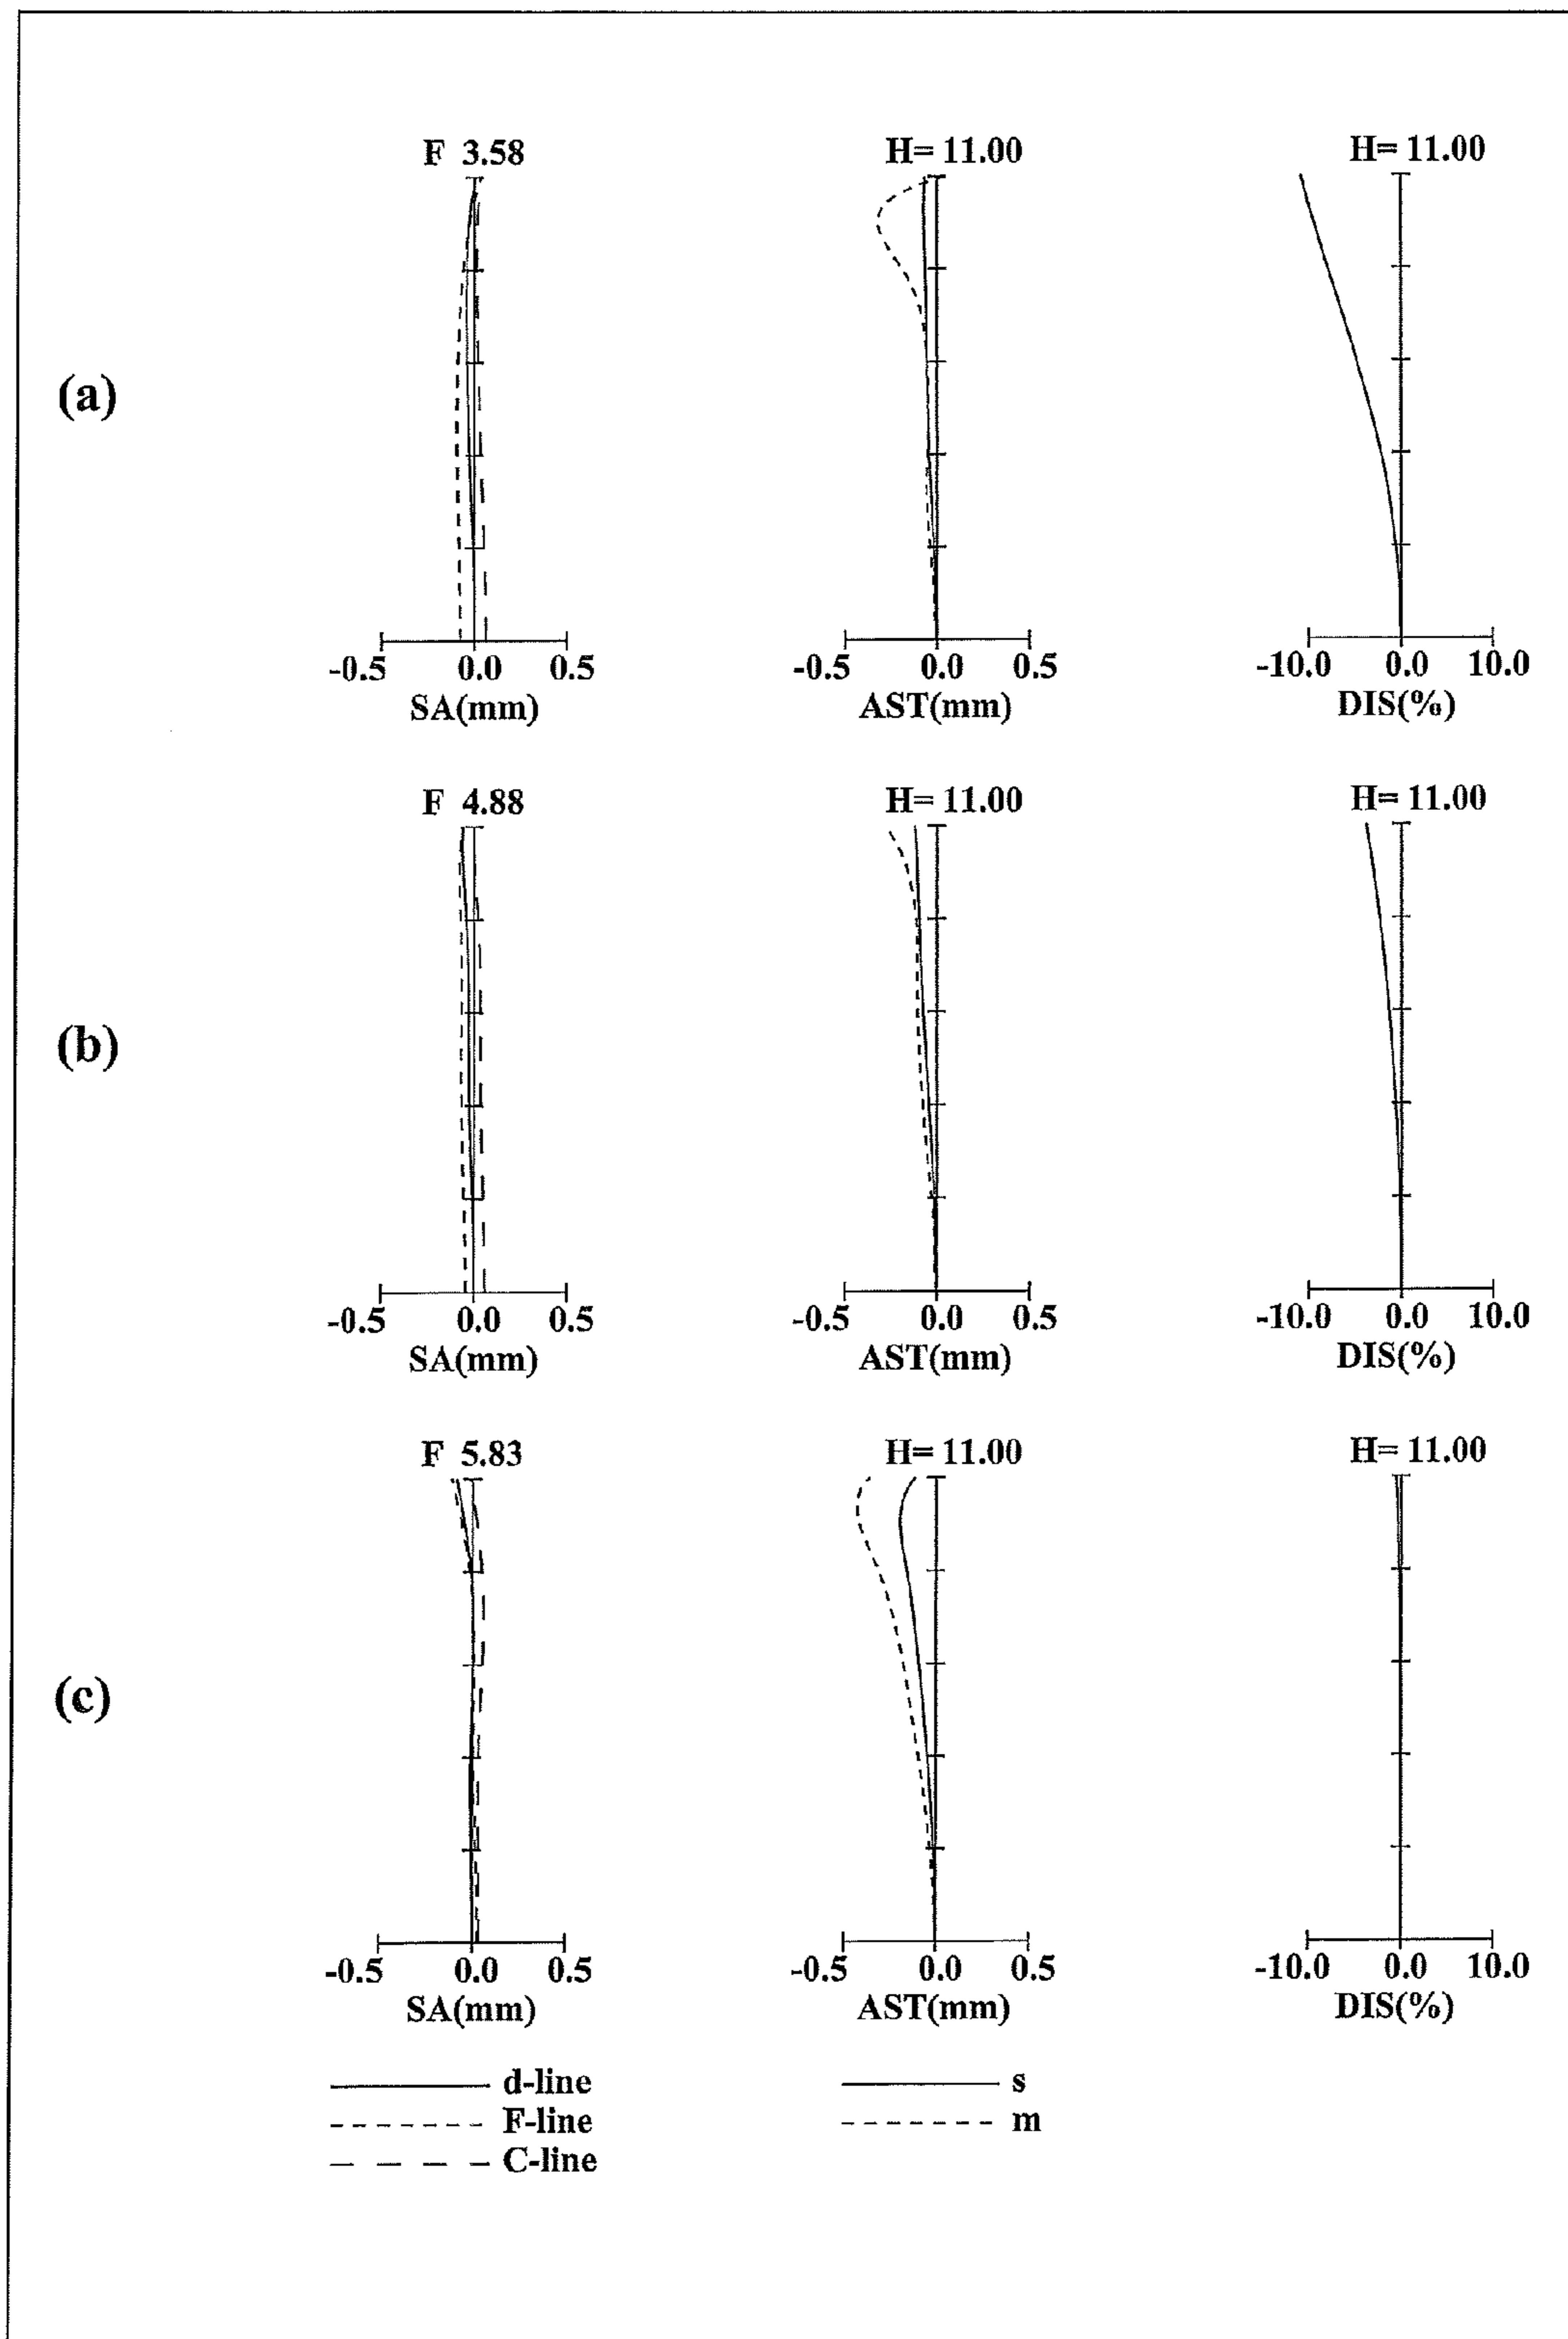 F 3.58 H= 11.00 H= 11.00
(a)
-0.5 0.0 0.5 -0.5 0.0 0.5 -10.0 0.0 10.0
SA(mm) AST(mm) DIS(%)
F 4.88 H= 11.00 H= 11.00
(b)
-0.5 0.0 0.5 -0.5 0.0 0.5 -10.0 0.0 10.0
SA(mm) AST(mm) DIS(%)
F 5.83 H= 11.00 H= 11.00
(c)
-0.5 0.0 0.5 -0.5 0.0 0.5 -10.0 0.0 10.0
SA(mm) AST(mm) DIS(%)
d-line s
F-line m
C-line